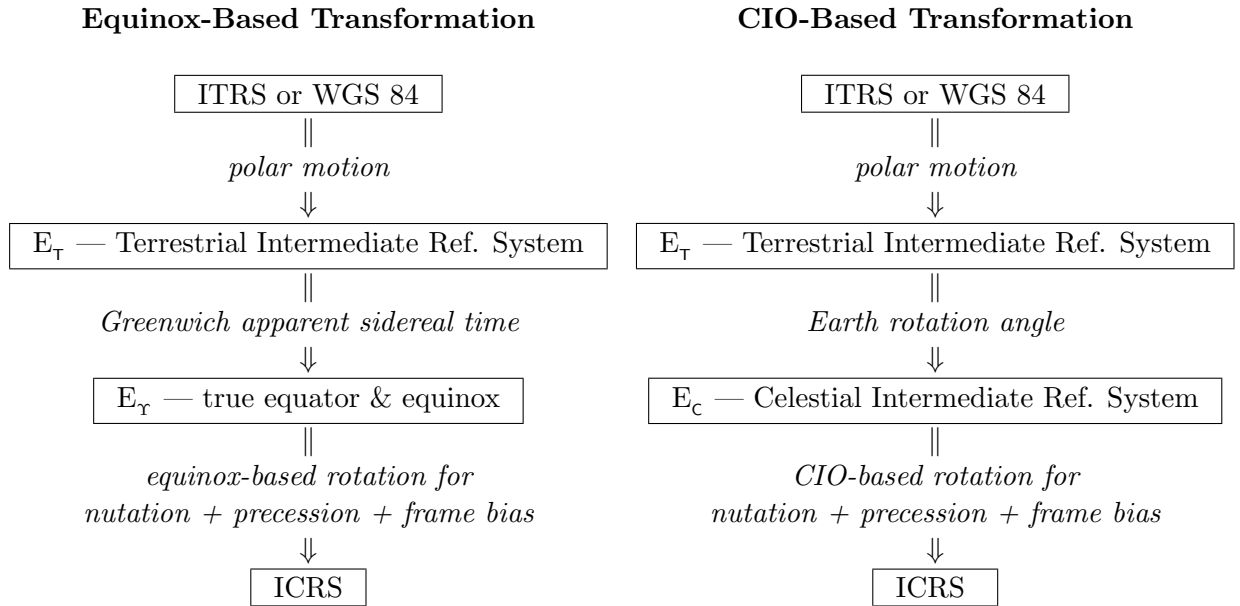 Equinox-Based Transformation
ITRS or WGS 84
polar motion
E_T — Terrestrial Intermediate Ref. System
Greenwich apparent sidereal time
E_ϒ — true equator & equinox
equinox-based rotation for
nutation + precession + frame bias
ICRS
CIO-Based Transformation
ITRS or WGS 84
polar motion
E_T — Terrestrial Intermediate Ref. System
Earth rotation angle
E_C — Celestial Intermediate Ref. System
CIO-based rotation for
nutation + precession + frame bias
ICRS